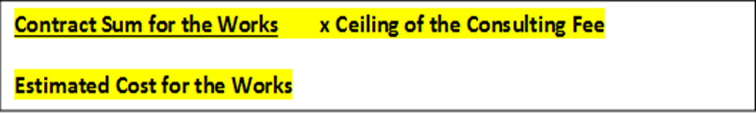 Contract Sum for the Works x Ceiling of the Consulting Fee
Estimated Cost for the Works